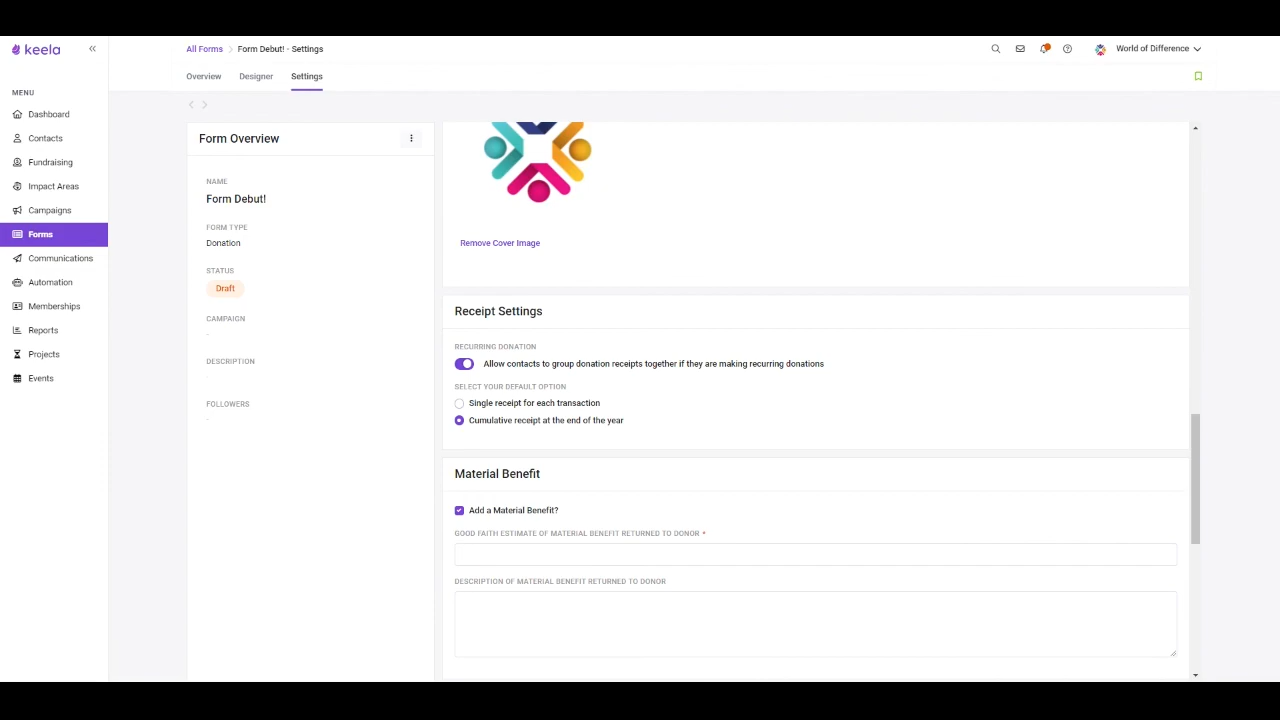 keela
All Forms > Form Debut! - Settings
World of Difference
Overview Designer Settings
MENU
Dashboard
Contacts
Fundraising
Impact Areas
Campaigns
Forms
Communications
Automation
Memberships
Reports
Projects
Events
Form Overview
NAME
Form Debut!
FORM TYPE
Donation
STATUS
Draft
CAMPAIGN
-
DESCRIPTION
FOLLOWERS
-
Remove Cover Image
Receipt Settings
RECURRING DONATION
Allow contacts to group donation receipts together if they are making recurring donations
SELECT YOUR DEFAULT OPTION
Single receipt for each transaction
Cumulative receipt at the end of the year
Material Benefit
Add a Material Benefit?
GOOD FAITH ESTIMATE OF MATERIAL BENEFIT RETURNED TO DONOR *
DESCRIPTION OF MATERIAL BENEFIT RETURNED TO DONOR